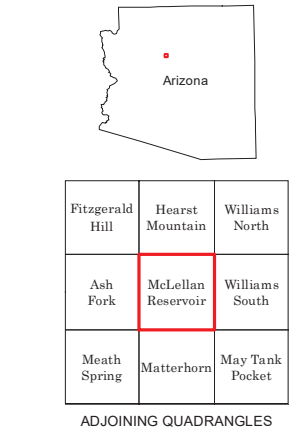 Arizona
Fitzgerald
Hill
Hearst
Mountain
Williams
North
Ash
Fork
McLellan
Reservoir
Williams
South
Meath
Spring
Matterhorn
May Tank
Pocket
ADJOINING QUADRANGLES